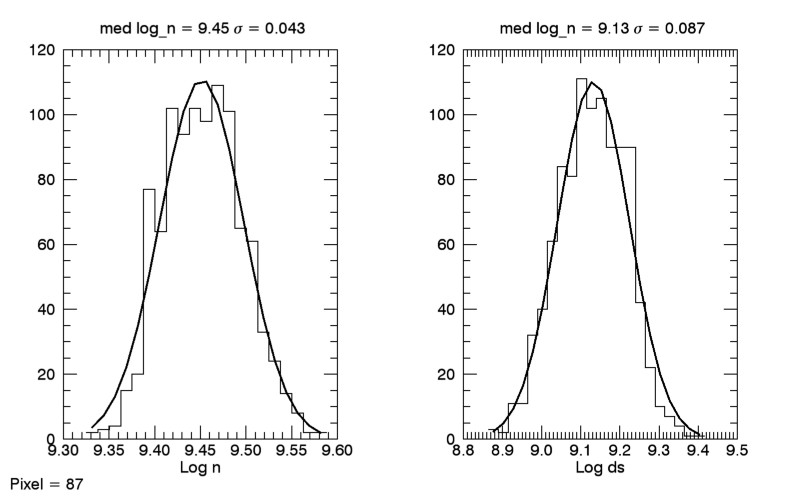 med log_n = 9.45 σ = 0.043
120
100
80
60
40
20
0
9.30 9.35 9.40 9.45 9.50 9.55 9.60
Log n
med log_n = 9.13 σ = 0.087
120
100
80
60
40
20
0
8.8 8.9 9.0 9.1 9.2 9.3 9.4 9.5
Log ds
Pixel = 87